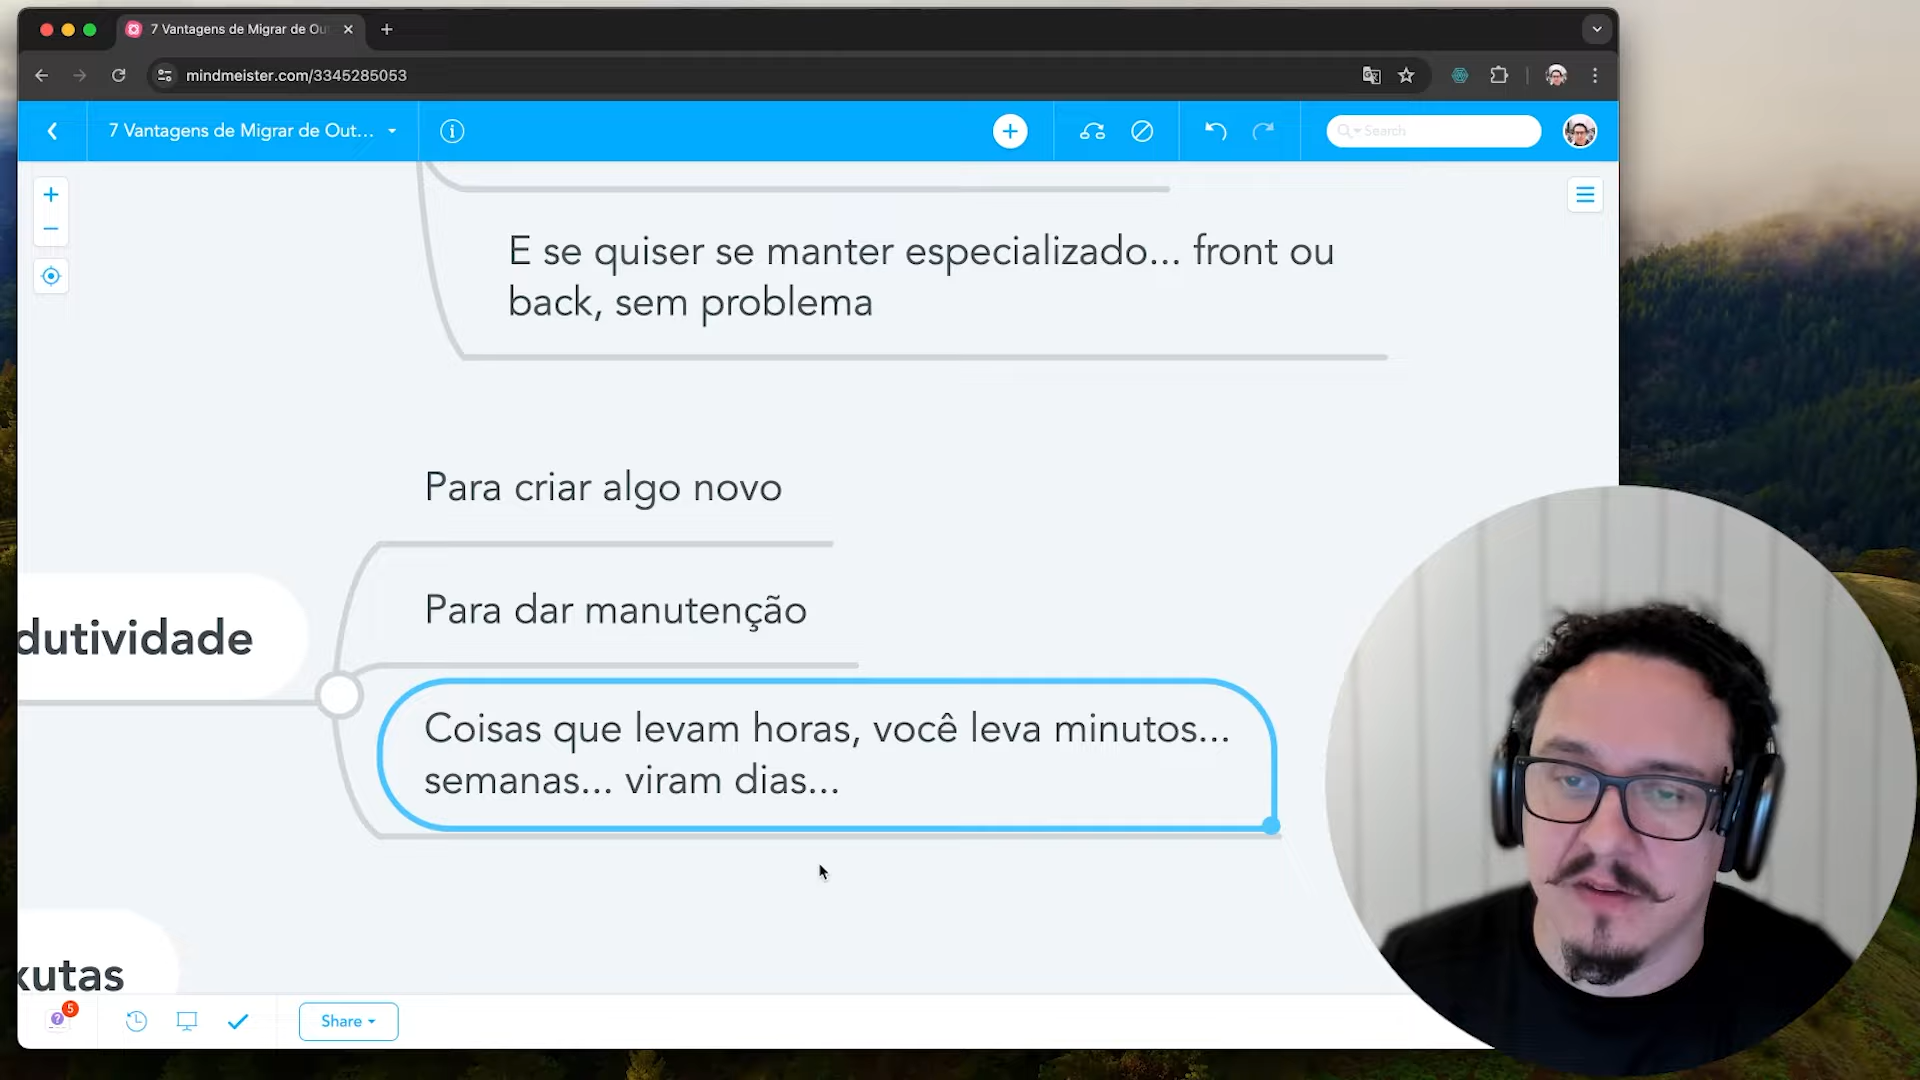 7 Vantagens de Migrar de Out
mindmeister.com/3345285053
7 Vantagens de Migrar de Out...
Search
E se quiser se manter especializado... front ou
back, sem problema
Para criar algo novo
Para dar manutenção
dutividade
Coisas que levam horas, você leva minutos...
semanas... viram dias...
xutas
5
Share